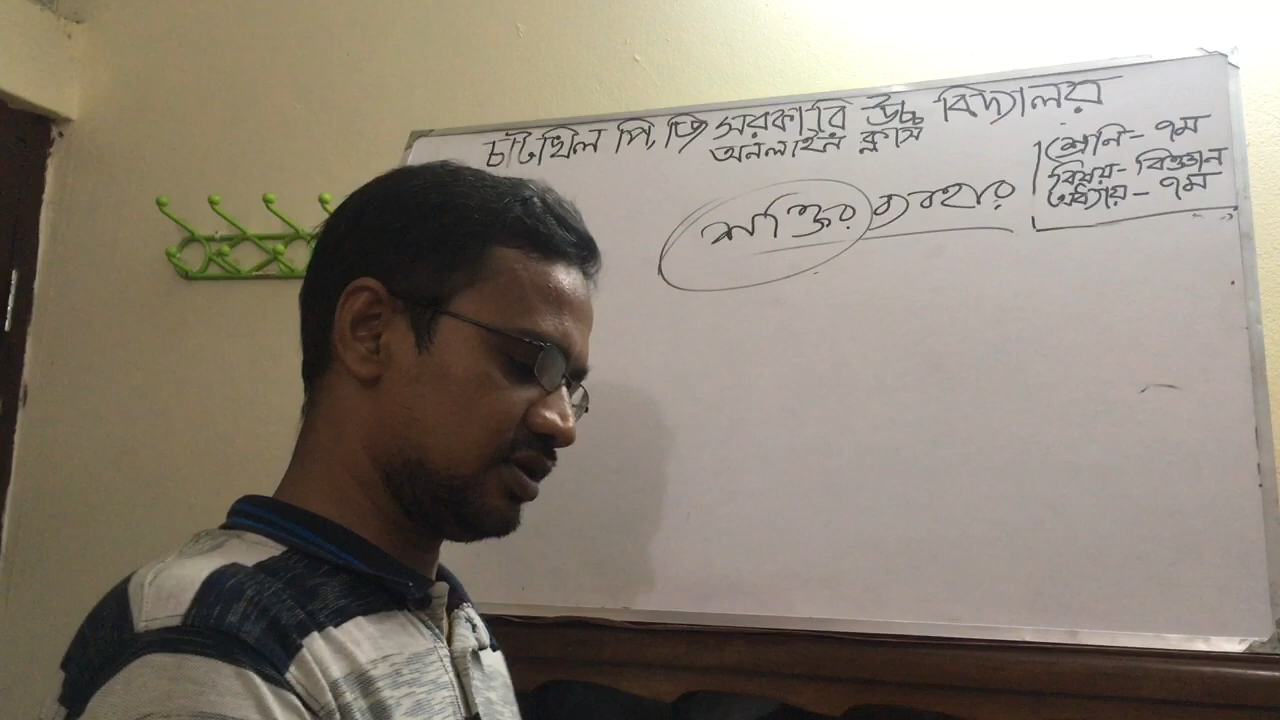 চাটখিল পি, জি সরকারি উচ্চ বিদ্যালয়
অনলাইন ক্লাস
শ্রেনি - ৭ম
বিষয় - বিজ্ঞান
অধ্যায় - ৭ম
শক্তির ব্যবহার